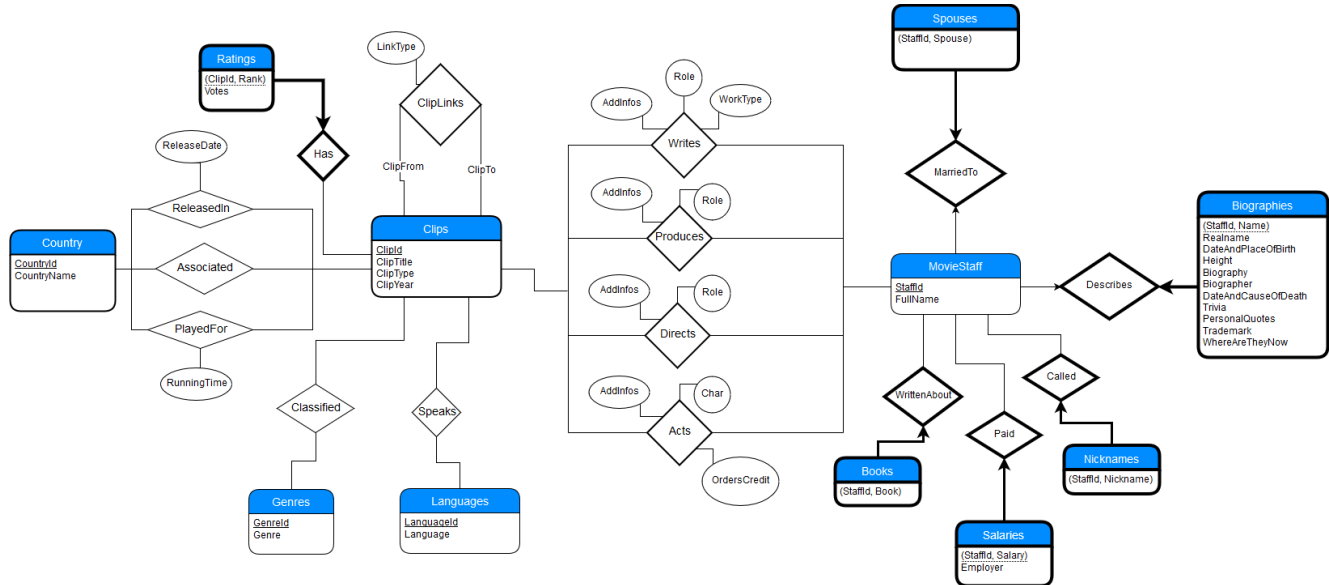 Spouses
(StaffId, Spouse)
Ratings
(ClipId, Rank)
Votes
LinkType
ClipLinks
ClipFrom
ClipTo
Has
ReleaseDate
ReleasedIn
Country
CountryId
CountryName
Associated
PlayedFor
RunningTime
Clips
ClipId
ClipTitle
ClipType
ClipYear
Classified
Speaks
Genres
GenreId
Genre
Languages
LanguageId
Language
Role
AddInfos
WorkType
Writes
AddInfos
Role
Produces
AddInfos
Role
Directs
AddInfos
Char
Acts
OrdersCredit
MarriedTo
MovieStaff
StaffId
FullName
Describes
Biographies
(StaffId, Name)
Realname
DateAndPlaceOfBirth
Height
Biography
Biographer
DateAndCauseOfDeath
Trivia
PersonalQuotes
Trademark
WhereAreTheyNow
WrittenAbout
Called
Paid
Books
(StaffId, Book)
Nicknames
(StaffId, Nickname)
Salaries
(StaffId, Salary)
Employer